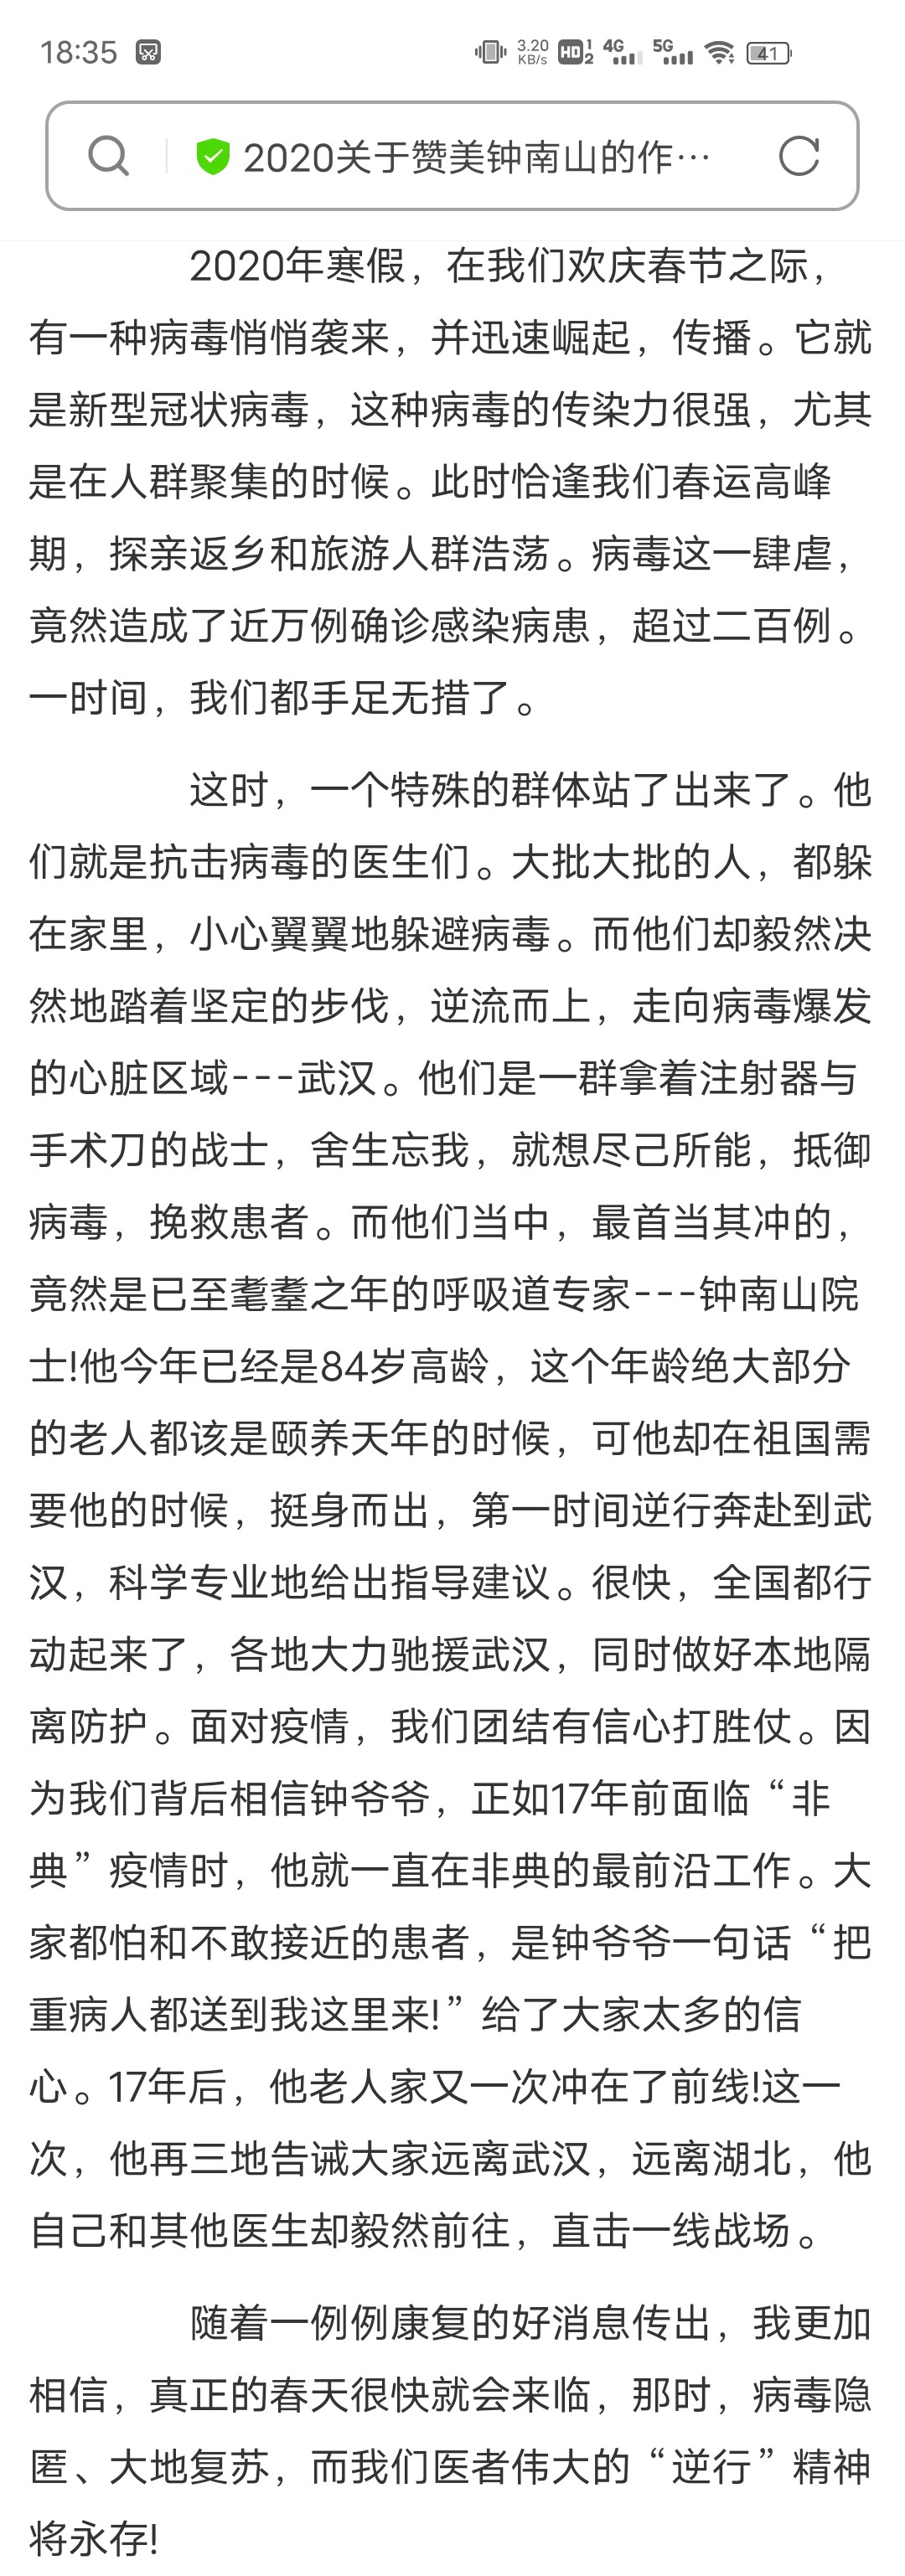 18:35
3.20 KB/s HD 1 2 4G 5G 41
2020关于赞美钟南山的作…
2020年寒假，在我们欢庆春节之际，
有一种病毒悄悄袭来，并迅速崛起，传播。它就
是新型冠状病毒，这种病毒的传染力很强，尤其
是在人群聚集的时候。此时恰逢我们春运高峰
期，探亲返乡和旅游人群浩荡。病毒这一肆虐，
竟然造成了近万例确诊感染病患，超过二百例。
一时间，我们都手足无措了。
这时，一个特殊的群体站了出来了。他
们就是抗击病毒的医生们。大批大批的人，都躲
在家里，小心翼翼地躲避病毒。而他们却毅然决
然地踏着坚定的步伐，逆流而上，走向病毒爆发
的心脏区域---武汉。他们是一群拿着注射器与
手术刀的战士，舍生忘我，就想尽己所能，抵御
病毒，挽救患者。而他们当中，最首当其冲的，
竟然是已至耄耋之年的呼吸道专家---钟南山院
士!他今年已经是84岁高龄，这个年龄绝大部分
的老人都该是颐养天年的时候，可他却在祖国需
要他的时候，挺身而出，第一时间逆行奔赴到武
汉，科学专业地给出指导建议。很快，全国都行
动起来了，各地大力驰援武汉，同时做好本地隔
离防护。面对疫情，我们团结有信心打胜仗。因
为我们背后相信钟爷爷，正如17年前面临“非
典”疫情时，他就一直在非典的最前沿工作。大
家都怕和不敢接近的患者，是钟爷爷一句话“把
重病人都送到我这里来!”给了大家太多的信
心。17年后，他老人家又一次冲在了前线!这一
次，他再三地告诫大家远离武汉，远离湖北，他
自己和其他医生却毅然前往，直击一线战场。
随着一例例康复的好消息传出，我更加
相信，真正的春天很快就会来临，那时，病毒隐
匿、大地复苏，而我们医者伟大的“逆行”精神
将永存!